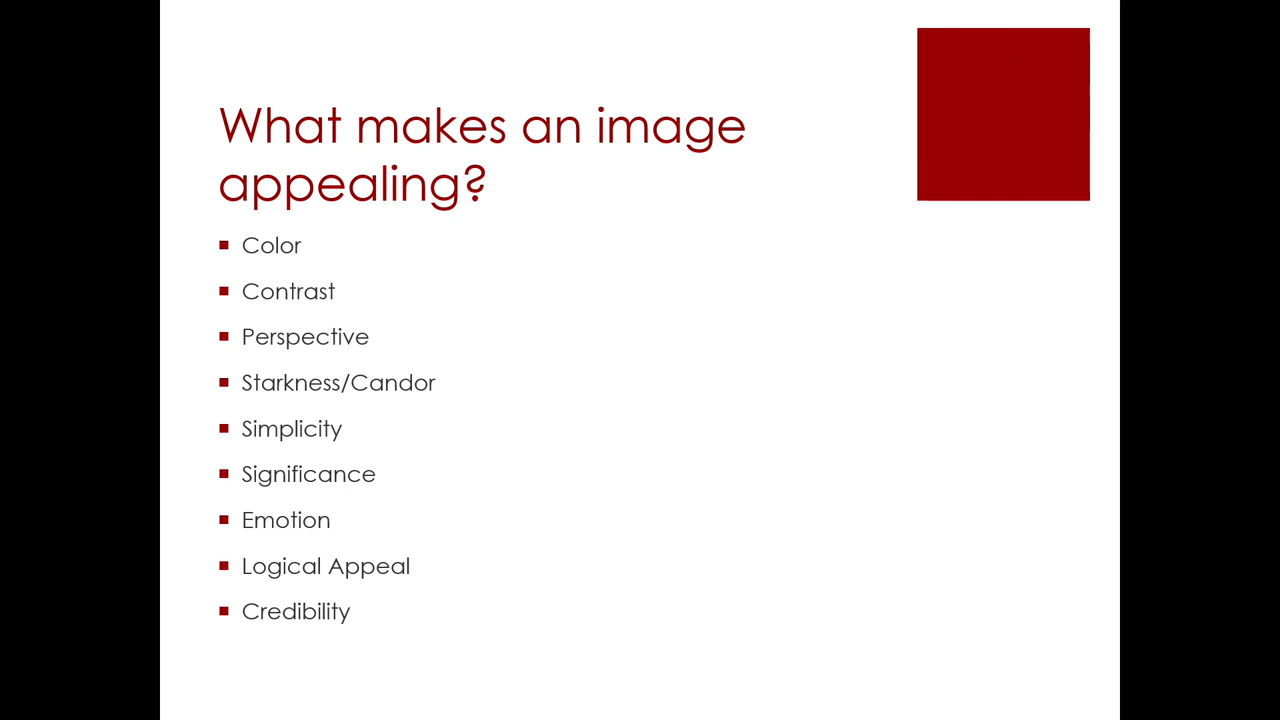 What makes an image
appealing?
Color
Contrast
Perspective
Starkness/Candor
Simplicity
Significance
Emotion
Logical Appeal
Credibility